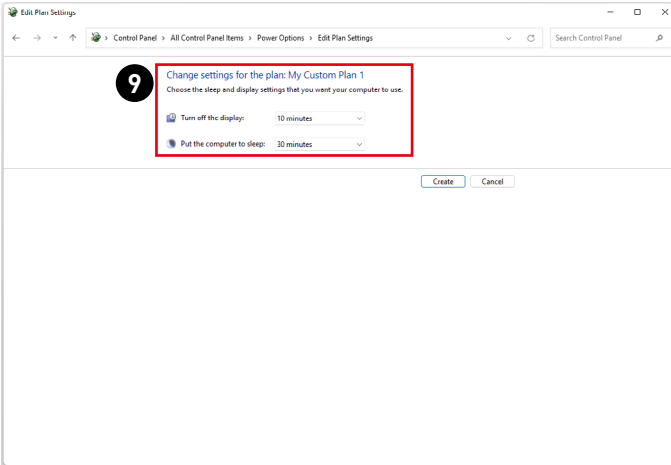 Edit Plan Settings
Control Panel > All Control Panel Items > Power Options > Edit Plan Settings
Search Control Panel
9
Change settings for the plan: My Custom Plan 1
Choose the sleep and display settings that you want your computer to use.
Turn off the display: 10 minutes
Put the computer to sleep: 30 minutes
Create Cancel